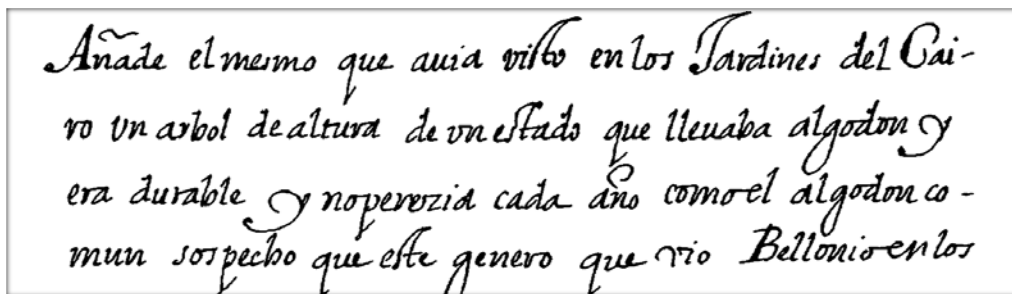 Añade el mesmo que auia visto en los Jardines del Cai-
ro vn arbol de altura de vn estado que lleuaba algodon y
era durable y no perezia cada año como el algodon co-
mun sospecho que este genero que vio Bellonio en los